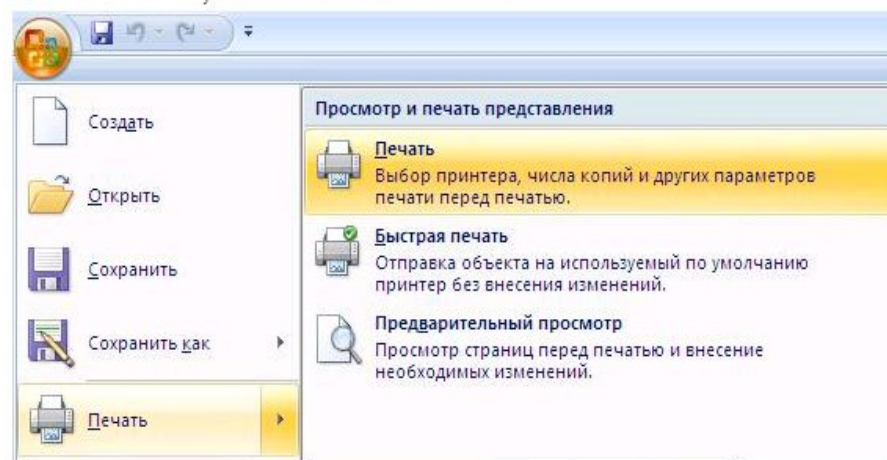 Создать
Открыть
Сохранить
Сохранить как
Печать
Просмотр и печать представления
Печать
Выбор принтера, числа копий и других параметров
печати перед печатью.
Быстрая печать
Отправка объекта на используемый по умолчанию
принтер без внесения изменений.
Предварительный просмотр
Просмотр страниц перед печатью и внесение
необходимых изменений.